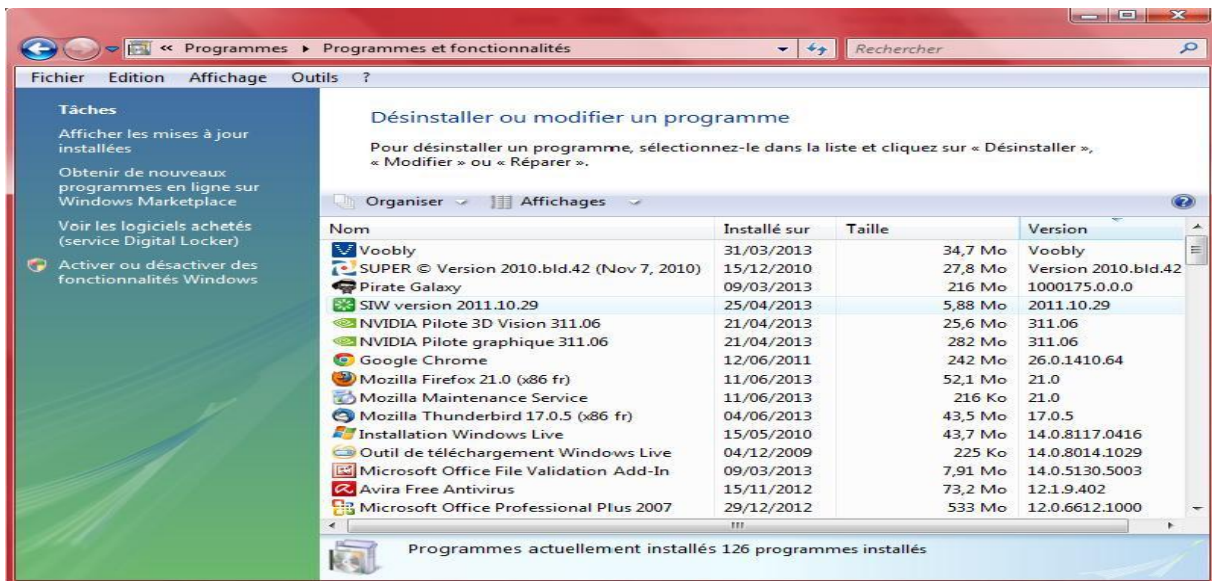 « Programmes ▸ Programmes et fonctionnalités Rechercher
Fichier Edition Affichage Outils ?
Tâches
Afficher les mises à jour
installées
Obtenir de nouveaux
programmes en ligne sur
Windows Marketplace
Voir les logiciels achetés
(service Digital Locker)
Activer ou désactiver des
fonctionnalités Windows
Désinstaller ou modifier un programme
Pour désinstaller un programme, sélectionnez-le dans la liste et cliquez sur « Désinstaller »,
« Modifier » ou « Réparer ».
Organiser Affichages ?
Nom Installé sur Taille Version
Voobly 31/03/2013 34,7 Mo Voobly
SUPER © Version 2010.bld.42 (Nov 7, 2010) 15/12/2010 27,8 Mo Version 2010.bld.42
Pirate Galaxy 09/03/2013 216 Mo 1000175.0.0.0
SIW version 2011.10.29 25/04/2013 5,88 Mo 2011.10.29
NVIDIA Pilote 3D Vision 311.06 21/04/2013 25,6 Mo 311.06
NVIDIA Pilote graphique 311.06 21/04/2013 282 Mo 311.06
Google Chrome 12/06/2011 242 Mo 26.0.1410.64
Mozilla Firefox 21.0 (x86 fr) 11/06/2013 52,1 Mo 21.0
Mozilla Maintenance Service 11/06/2013 216 Ko 21.0
Mozilla Thunderbird 17.0.5 (x86 fr) 04/06/2013 43,5 Mo 17.0.5
Installation Windows Live 15/05/2010 43,7 Mo 14.0.8117.0416
Outil de téléchargement Windows Live 04/12/2009 225 Ko 14.0.8014.1029
Microsoft Office File Validation Add-In 09/03/2013 7,91 Mo 14.0.5130.5003
Avira Free Antivirus 15/11/2012 73,2 Mo 12.1.9.402
Microsoft Office Professional Plus 2007 29/12/2012 533 Mo 12.0.6612.1000
Programmes actuellement installés 126 programmes installés